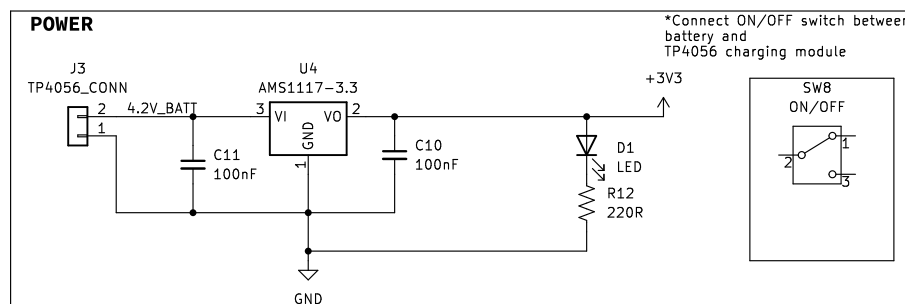 POWER
*Connect ON/OFF switch between
battery and
TP4056 charging module
J3
TP4056_CONN
2
4.2V_BATT
1
U4
AMS1117-3.3
3
VI
VO
2
GND
1
C11
100nF
C10
100nF
+3V3
D1
LED
R12
220R
GND
SW8
ON/OFF
1
2
3